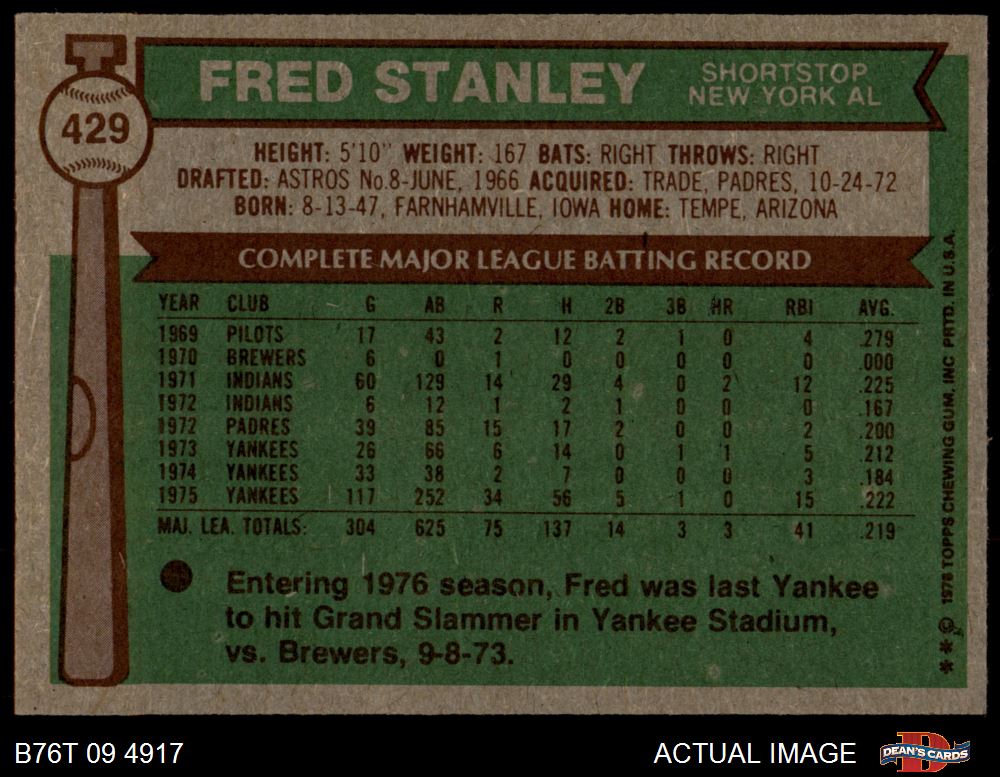 429
FRED STANLEY SHORTSTOP
NEW YORK AL
HEIGHT: 5'10" WEIGHT: 167 BATS: RIGHT THROWS: RIGHT
DRAFTED: ASTROS No.8-JUNE, 1966 ACQUIRED: TRADE, PADRES, 10-24-72
BORN: 8-13-47, FARNHAMVILLE, IOWA HOME: TEMPE, ARIZONA
COMPLETE MAJOR LEAGUE BATTING RECORD
YEAR CLUB G AB R H 2B 3B HR RBI AVG.
1969 PILOTS 17 43 2 12 2 1 0 4 .279
1970 BREWERS 6 0 1 0 0 0 0 0 .000
1971 INDIANS 60 129 14 29 4 0 2 12 .225
1972 INDIANS 6 12 1 2 1 0 0 0 .167
1972 PADRES 39 85 15 17 2 0 0 2 .200
1973 YANKEES 26 66 6 14 0 1 1 5 .212
1974 YANKEES 33 38 2 7 0 0 0 3 .184
1975 YANKEES 117 252 34 56 5 1 0 15 .222
MAJ. LEA. TOTALS: 304 625 75 137 14 3 3 41 .219
Entering 1976 season, Fred was last Yankee
to hit Grand Slammer in Yankee Stadium,
vs. Brewers, 9-8-73.
** © 1976 TOPPS CHEWING GUM, INC PRTD. IN U.S.A.
B76T 09 4917 ACTUAL IMAGE
D
DEAN'S CARDS